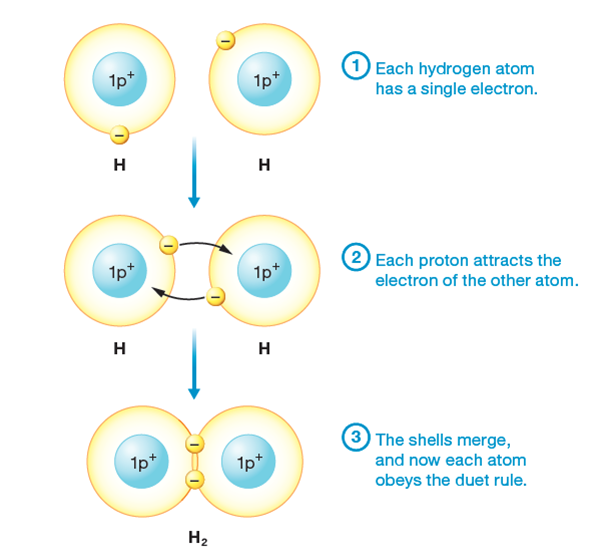 1p+
1p+
1 Each hydrogen atom
has a single electron.
H
H
1p+
1p+
2 Each proton attracts the
electron of the other atom.
H
H
1p+
1p+
3 The shells merge,
and now each atom
obeys the duet rule.
H₂